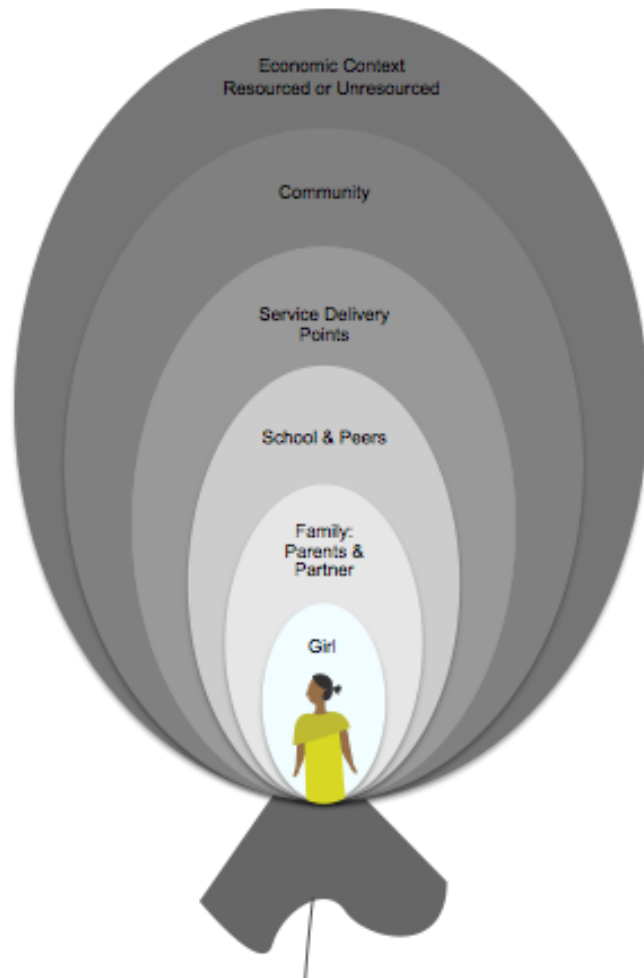 Economic Context
Resourced or Unresourced
Community
Service Delivery
Points
School & Peers
Family:
Parents &
Partner
Girl